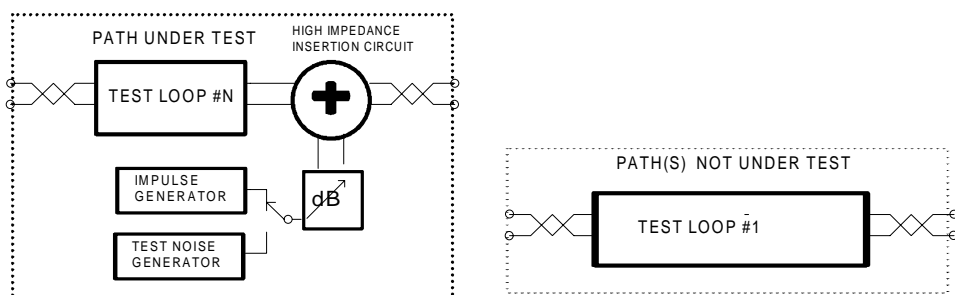 PATH UNDER TEST
HIGH IMPEDANCE
INSERTION CIRCUIT
TEST LOOP #N
+
IMPULSE
GENERATOR
dB
TEST NOISE
GENERATOR
PATH(S) NOT UNDER TEST
TEST LOOP #1